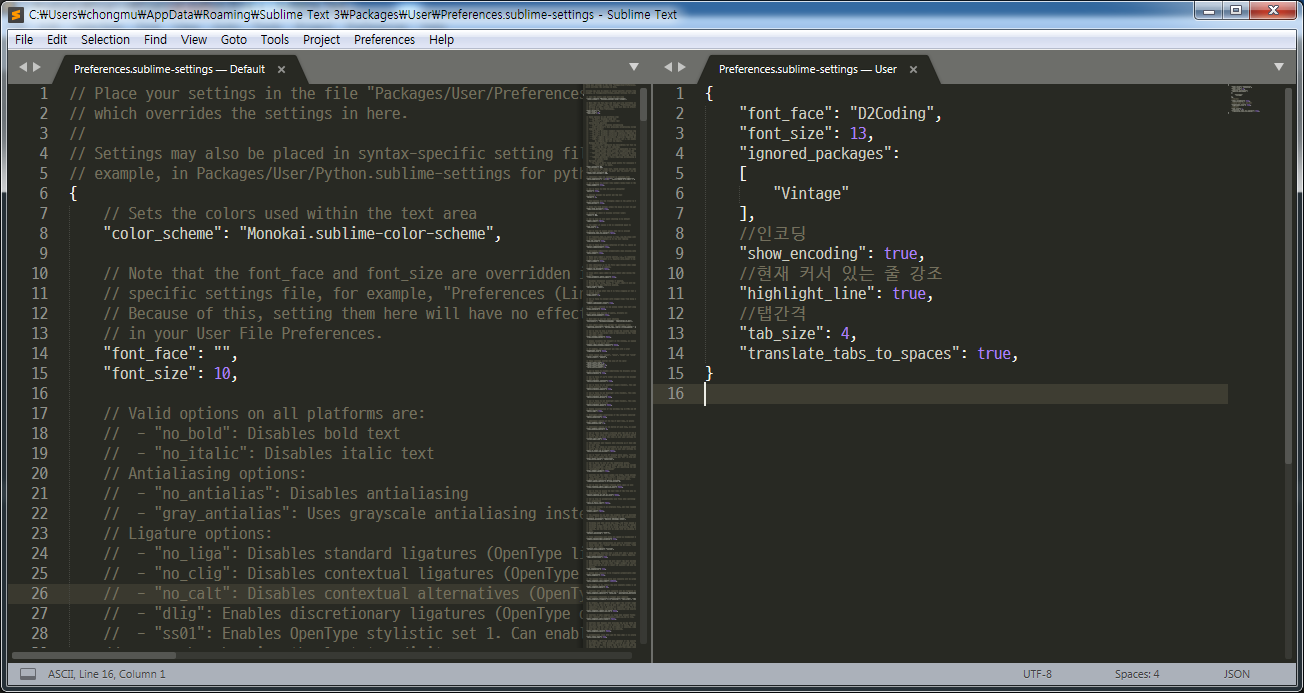 C:\Users\chongmu\AppData\Roaming\Sublime Text 3\Packages\User\Preferences.sublime-settings - Sublime Text
File Edit Selection Find View Goto Tools Project Preferences Help
Preferences.sublime-settings — Default ×
1 // Place your settings in the file "Packages/User/Preferences
2 // which overrides the settings in here.
3 //
4 // Settings may also be placed in syntax-specific setting fi
5 // example, in Packages/User/Python.sublime-settings for pyt
6 {
7 // Sets the colors used within the text area
8 "color_scheme": "Monokai.sublime-color-scheme",
9
10 // Note that the font_face and font_size are overridden
11 // specific settings file, for example, "Preferences (Li
12 // Because of this, setting them here will have no effec
13 // in your User File Preferences.
14 "font_face": "",
15 "font_size": 10,
16
17 // Valid options on all platforms are:
18 //  - "no_bold": Disables bold text
19 //  - "no_italic": Disables italic text
20 // Antialiasing options:
21 //  - "no_antialias": Disables antialiasing
22 //  - "gray_antialias": Uses grayscale antialiasing inst
23 // Ligature options:
24 //  - "no_liga": Disables standard ligatures (OpenType li
25 //  - "no_clig": Disables contextual ligatures (OpenType
26 //  - "no_calt": Disables contextual alternatives (OpenT
27 //  - "dlig": Enables discretionary ligatures (OpenType
28 //  - "ss01": Enables OpenType stylistic set 1. Can enab
Preferences.sublime-settings — User ×
1 {
2 "font_face": "D2Coding",
3 "font_size": 13,
4 "ignored_packages":
5 [
6 "Vintage"
7 ],
8 //인코딩
9 "show_encoding": true,
10 //현재 커서 있는 줄 강조
11 "highlight_line": true,
12 //탭간격
13 "tab_size": 4,
14 "translate_tabs_to_spaces": true,
15 }
16
ASCII, Line 16, Column 1 UTF-8 Spaces: 4 JSON